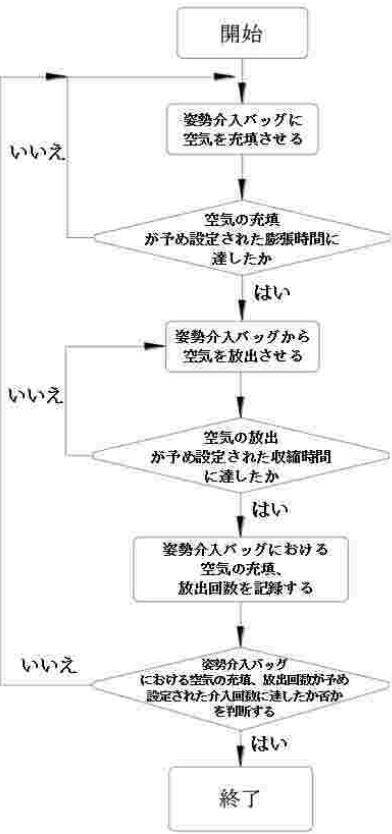 開始
姿勢介入バッグに
空気を充填させる
いいえ
空気の充填
が予め設定された膨張時間に
達したか
はい
姿勢介入バッグから
空気を放出させる
いいえ
空気の放出
が予め設定された収縮時間
に達したか
はい
姿勢介入バッグにおける
空気の充填、
放出回数を記録する
いいえ
姿勢介入バッグ
における空気の充填、放出回数が予め
設定された介入回数に達したか否か
を判断する
はい
終了